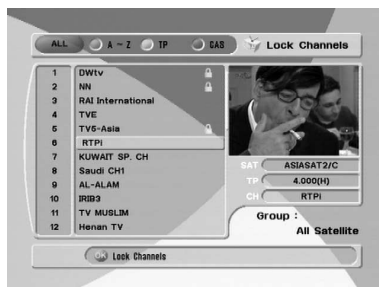 ALL A ~ Z TP CAS Lock Channels
1 DWtv
2 NN
3 RAI International
4 TVE
5 TV5-Asia
6 RTPi
7 KUWAIT SP. CH
8 Saudi CH1
9 AL-ALAM
10 IRIB3
11 TV MUSLIM
12 Henan TV
SAT ASIASAT2/C
TP 4.000(H)
CH RTPi
Group :
All Satellite
OK Lock Channels